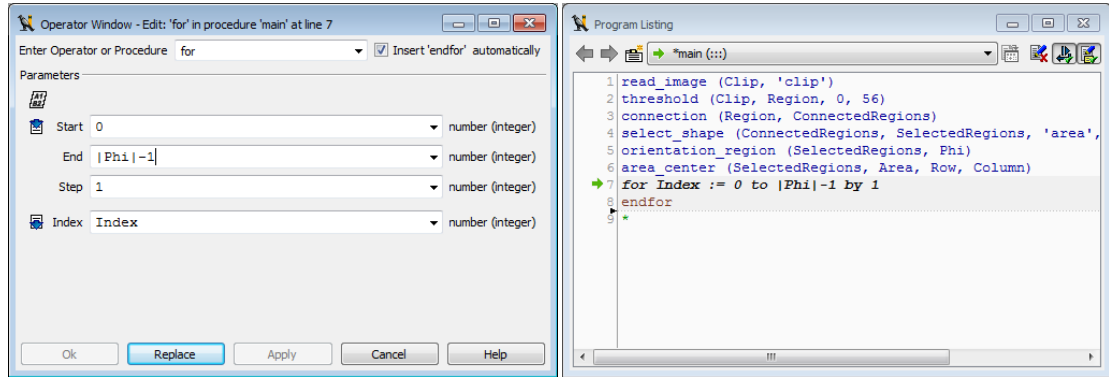 Operator Window - Edit: 'for' in procedure 'main' at line 7
Enter Operator or Procedure for Insert 'endfor' automatically
Parameters
Start 0 number (integer)
End |Phi|-1 number (integer)
Step 1 number (integer)
Index Index number (integer)
Ok Replace Apply Cancel Help
Program Listing
*main (:::)
1 read_image (Clip, 'clip')
2 threshold (Clip, Region, 0, 56)
3 connection (Region, ConnectedRegions)
4 select_shape (ConnectedRegions, SelectedRegions, 'area',
5 orientation_region (SelectedRegions, Phi)
6 area_center (SelectedRegions, Area, Row, Column)
7 for Index := 0 to |Phi|-1 by 1
8 endfor
9 *